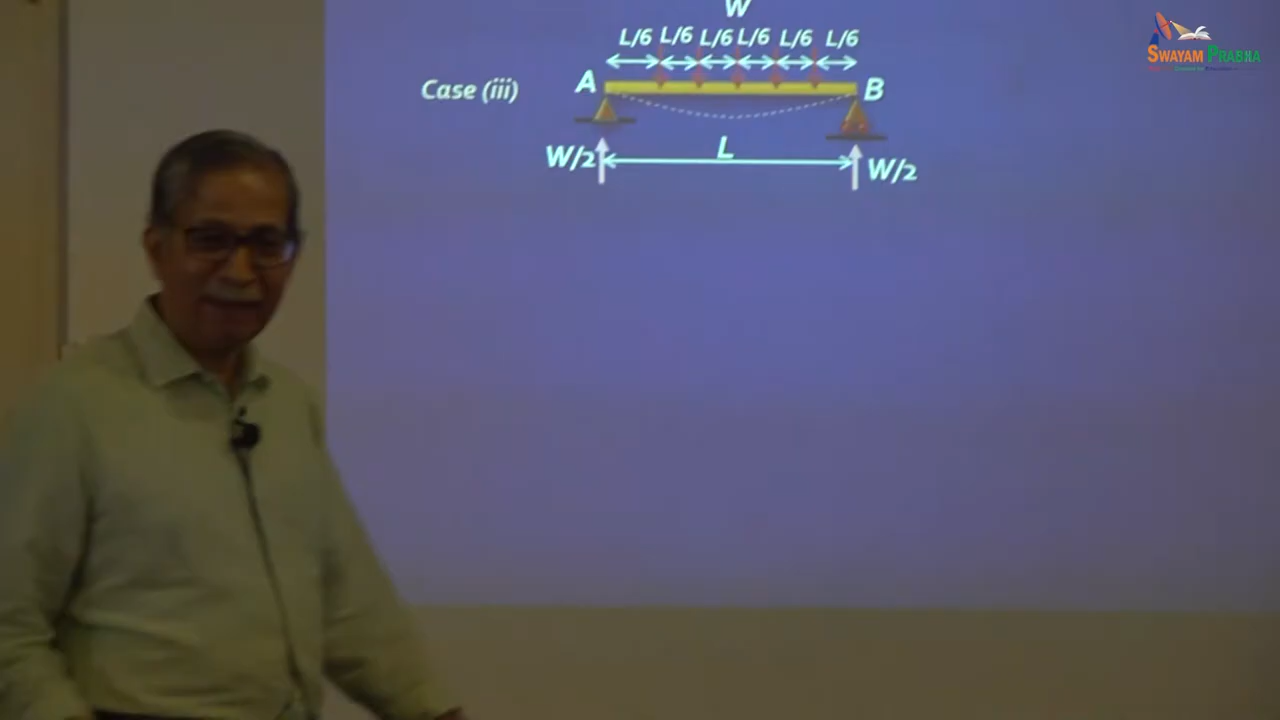 W
L/6 L/6 L/6 L/6 L/6 L/6
Case (iii) A B
W/2 L W/2
SWAYAM PRABHA